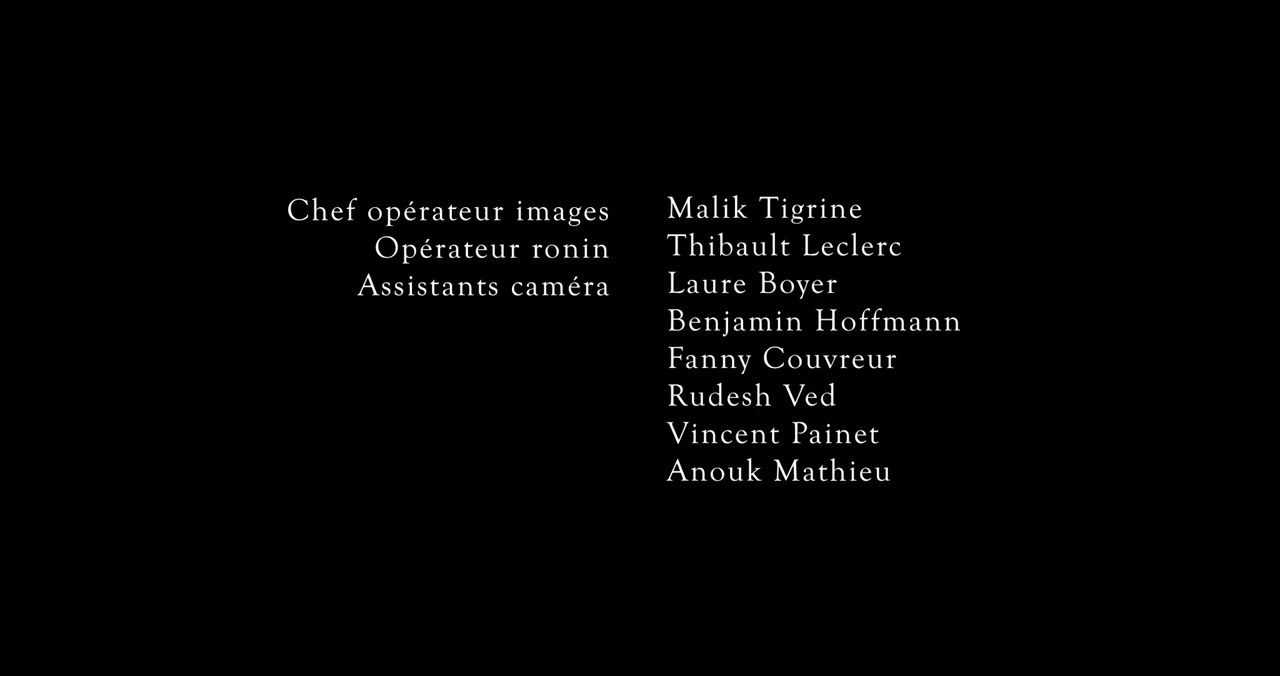 Chef opérateur images Malik Tigrine
Opérateur ronin Thibault Leclerc
Assistants caméra Laure Boyer
Benjamin Hoffmann
Fanny Couvreur
Rudesh Ved
Vincent Painet
Anouk Mathieu